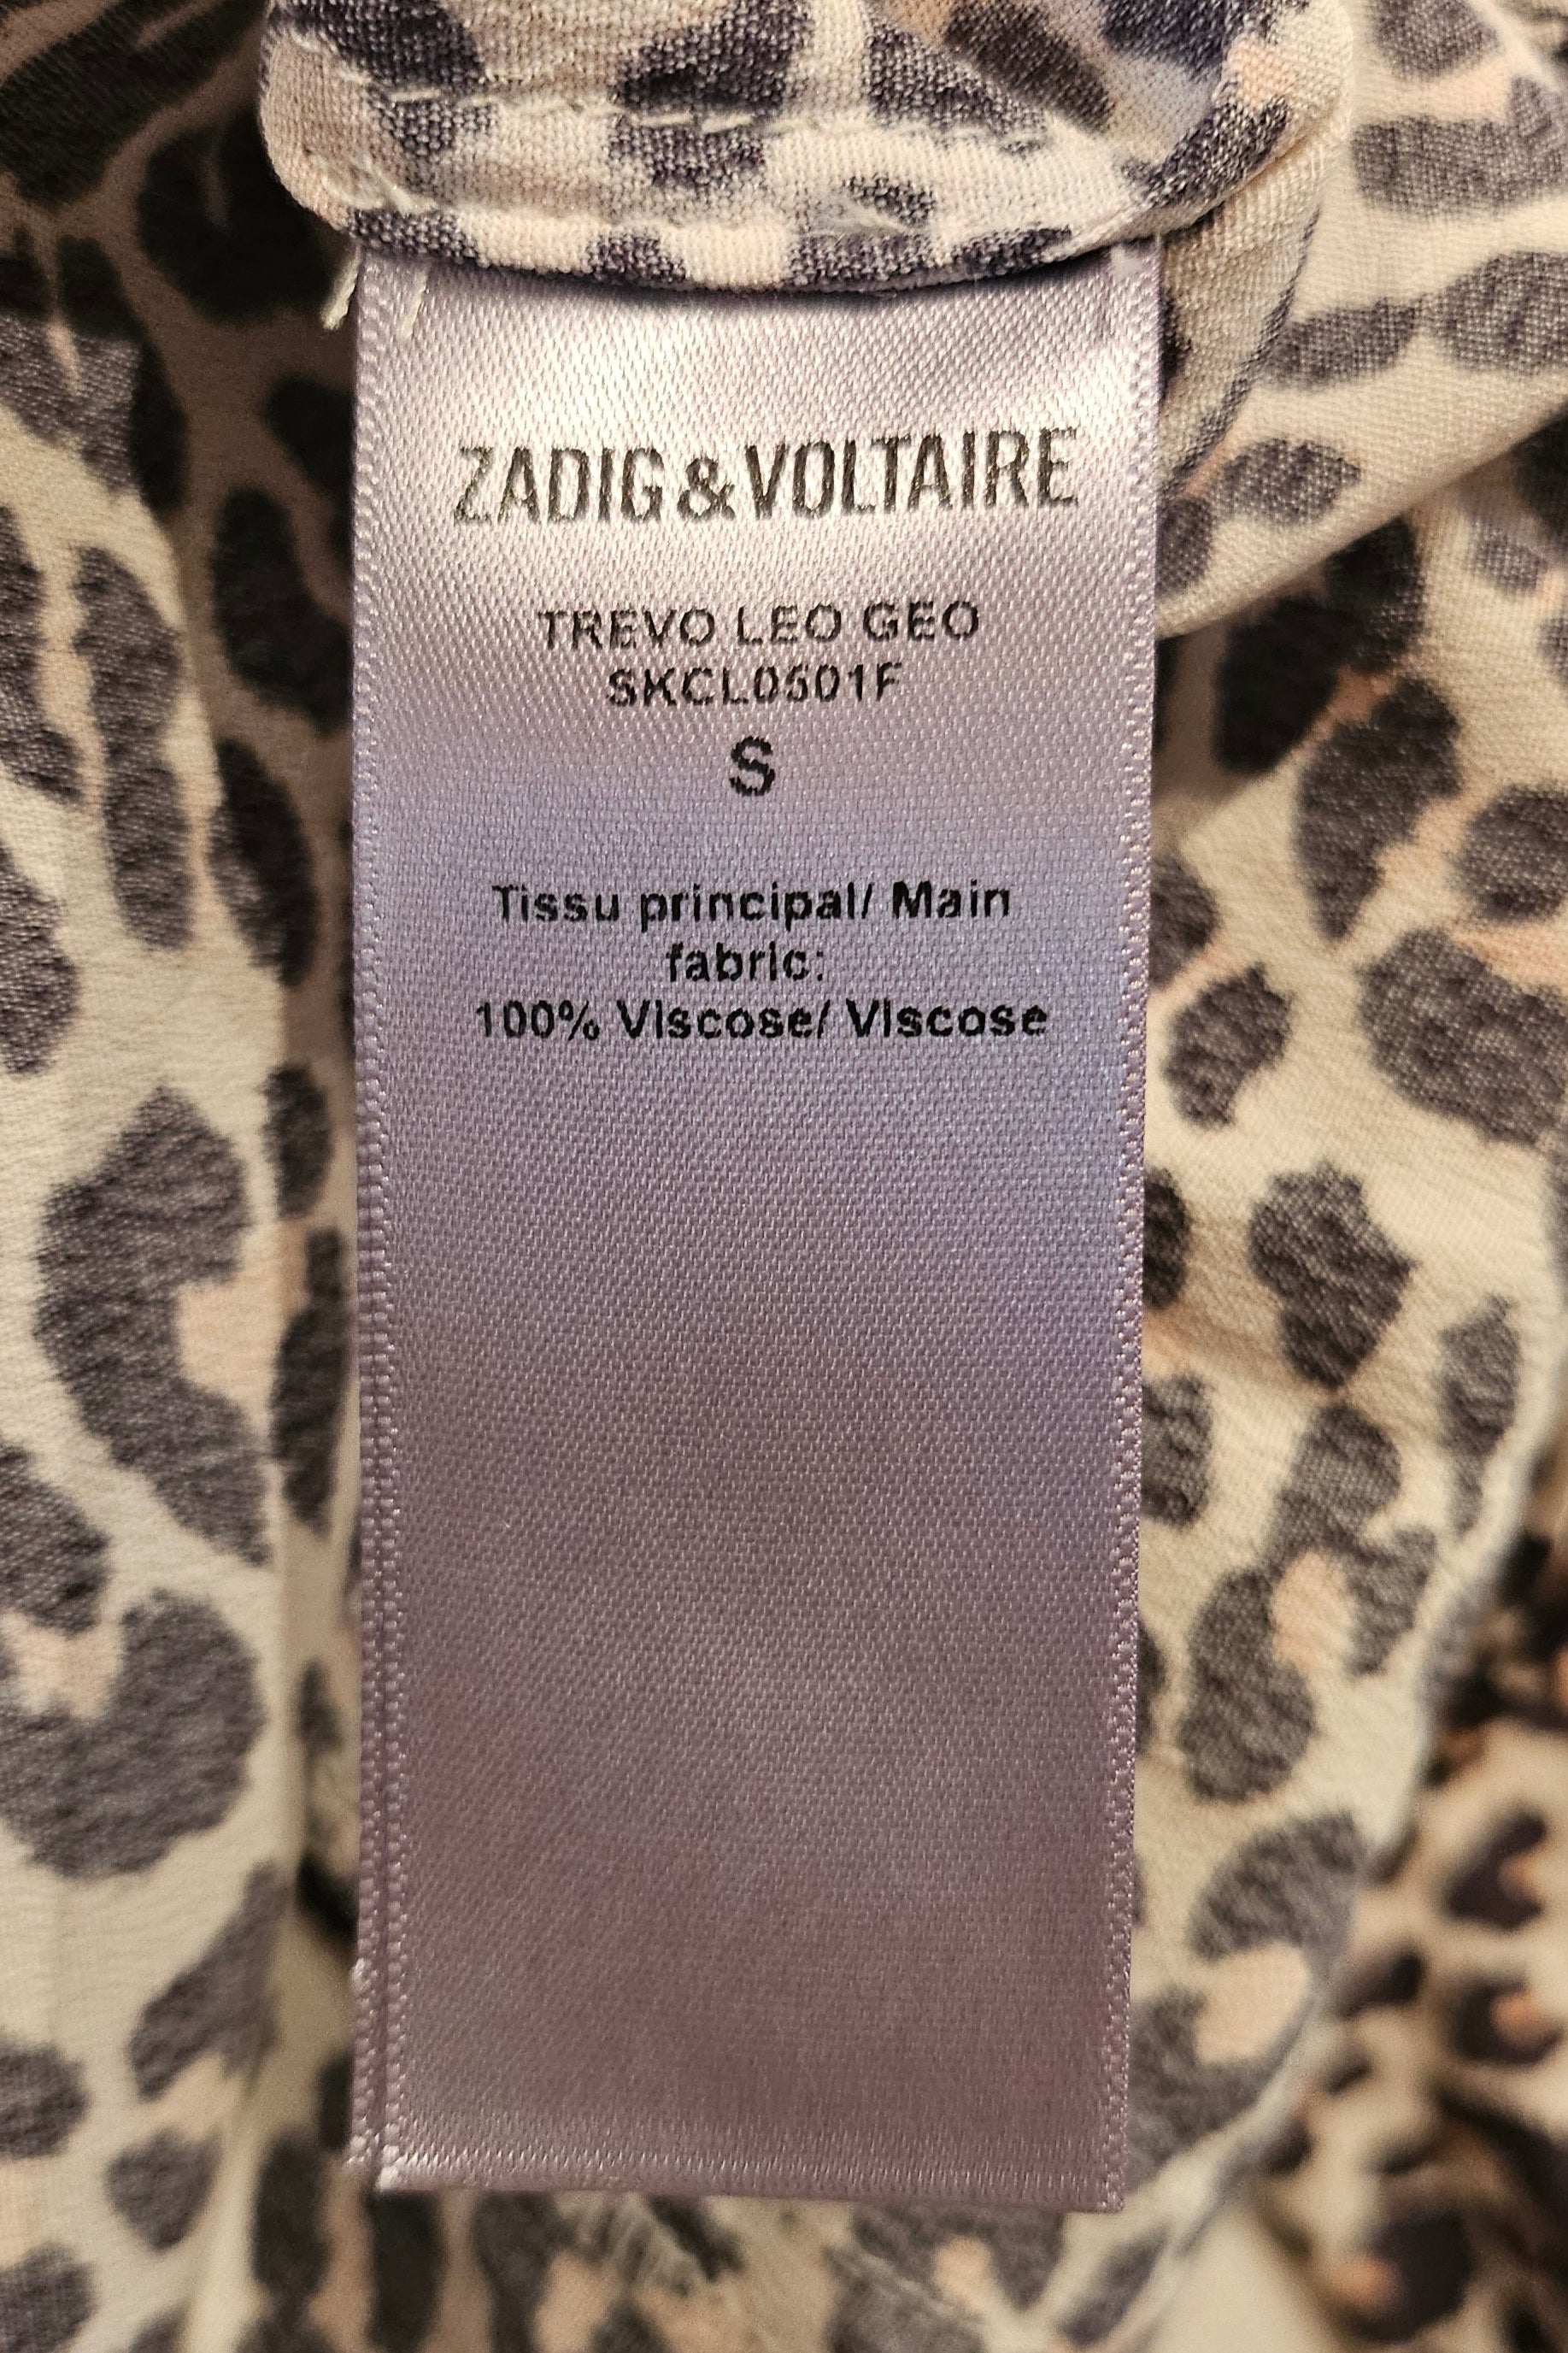 ZADIG&VOLTAIRE
TREVO LEO GEO
SKCL0501F
S
Tissu principal/ Main
fabric:
100% Viscose/ Viscose